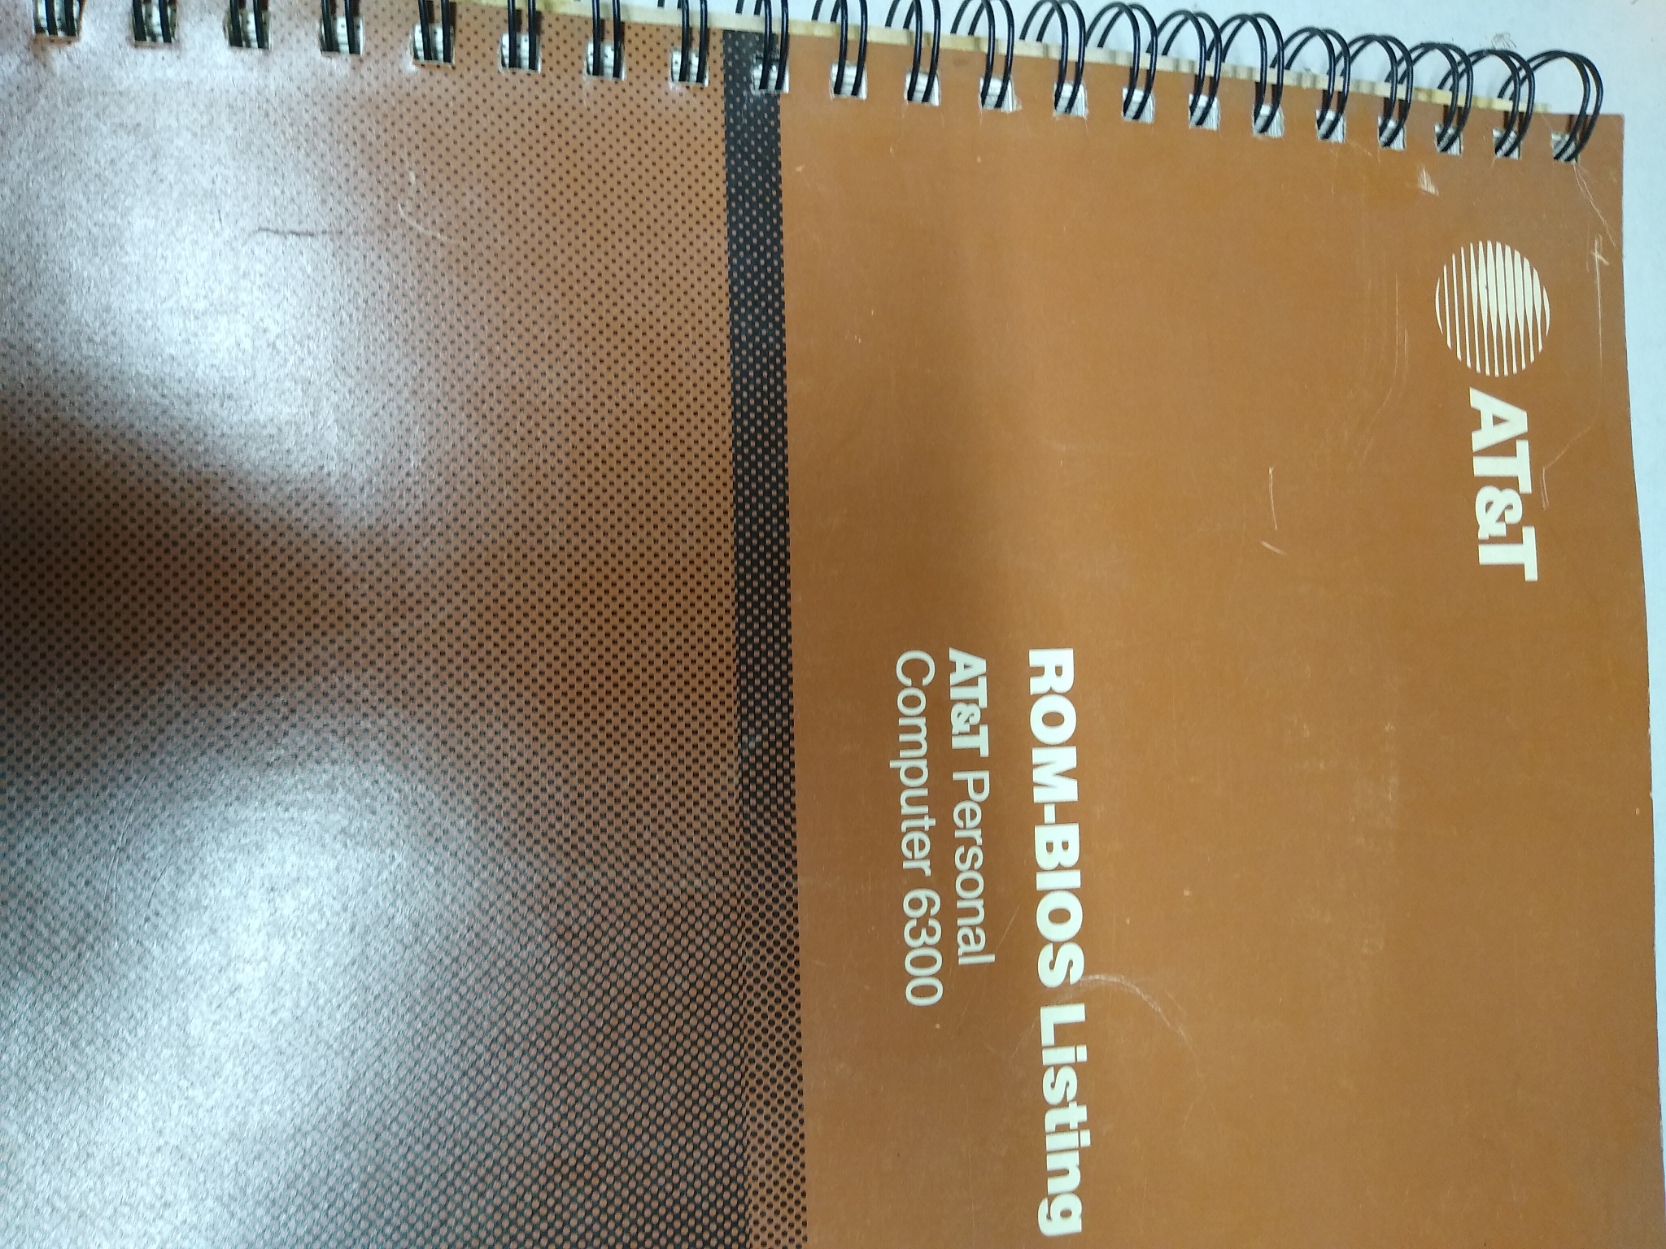 AT&T
ROM-BIOS Listing
AT&T Personal
Computer 6300